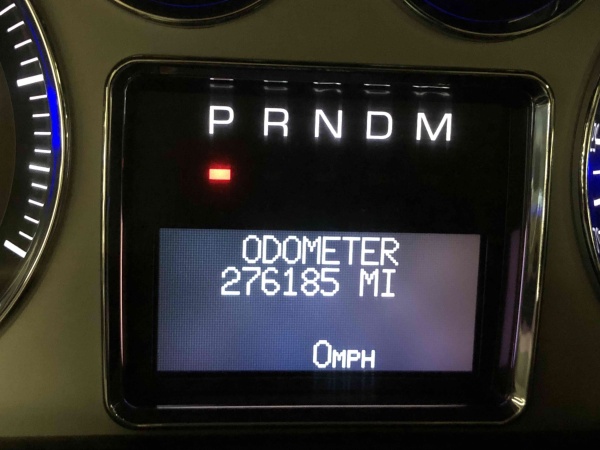 P R N D M
ODOMETER
276185 MI
0MPH